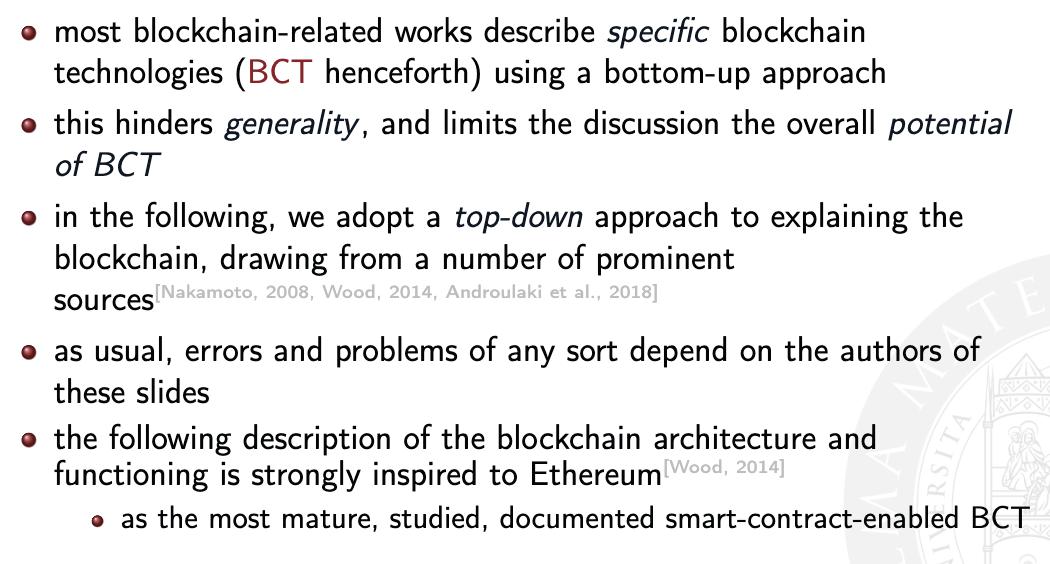 most blockchain-related works describe specific blockchain
technologies (BCT henceforth) using a bottom-up approach
this hinders generality, and limits the discussion the overall potential
of BCT
in the following, we adopt a top-down approach to explaining the
blockchain, drawing from a number of prominent
sources[Nakamoto, 2008, Wood, 2014, Androulaki et al., 2018]
as usual, errors and problems of any sort depend on the authors of
these slides
the following description of the blockchain architecture and
functioning is strongly inspired to Ethereum[Wood, 2014]
as the most mature, studied, documented smart-contract-enabled BCT